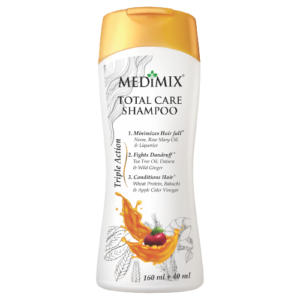 MEDIMIX
TOTAL CARE
SHAMPOO
Triple Action
1. Minimizes Hair fall*
Neem, Rose Mary Oil
& Liquorice
2. Fights Dandruff*
Tea Tree Oil, Dattura
& Wild Ginger
3. Conditions Hair*
Wheat Protein, Bakuchi
& Apple Cider Vinegar
160 ml + 40 ml